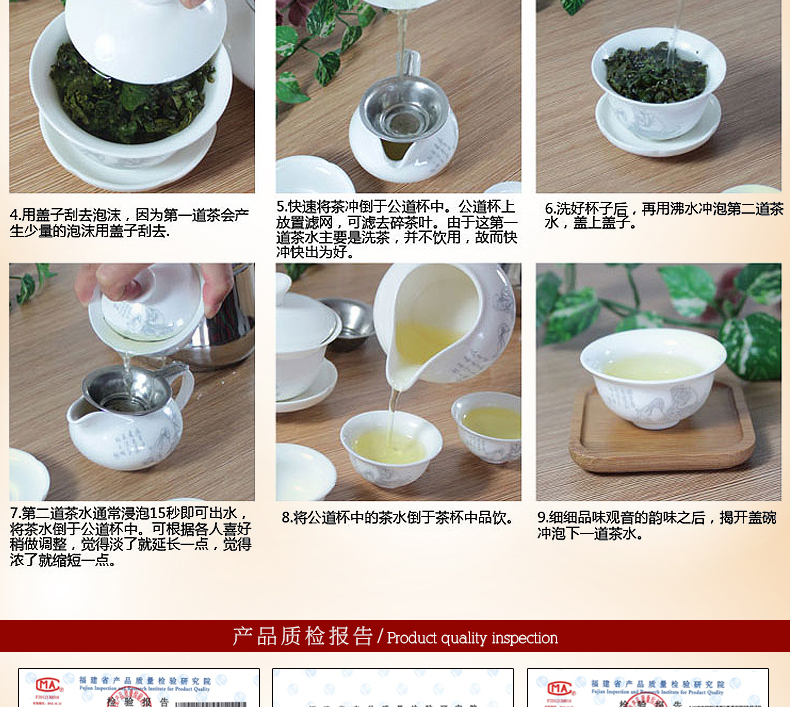 4.用盖子刮去泡沫，因为第一道茶会产
生少量的泡沫用盖子刮去.
5.快速将茶冲倒于公道杯中。公道杯上
放置滤网，可滤去碎茶叶。由于这第一
道茶水主要是洗茶，并不饮用，故而快
冲快出为好。
6.洗好杯子后，再用沸水冲泡第二道茶
水，盖上盖子。
7.第二道茶水通常浸泡15秒即可出水，
将茶水倒于公道杯中。可根据各人喜好
稍做调整，觉得淡了就延长一点，觉得
浓了就缩短一点。
8.将公道杯中的茶水倒于茶杯中品饮。
9.细细品味观音的韵味之后，揭开盖碗
冲泡下一道茶水。
产品质检报告/Product quality inspection
MA
福建省产品质量检验研究院
Fujian Inspection and Research Institute for Product Quality
检验报告
MA
福建省产品质量检验研究院
Fujian Inspection and Research Institute for Product Quality
检验报告